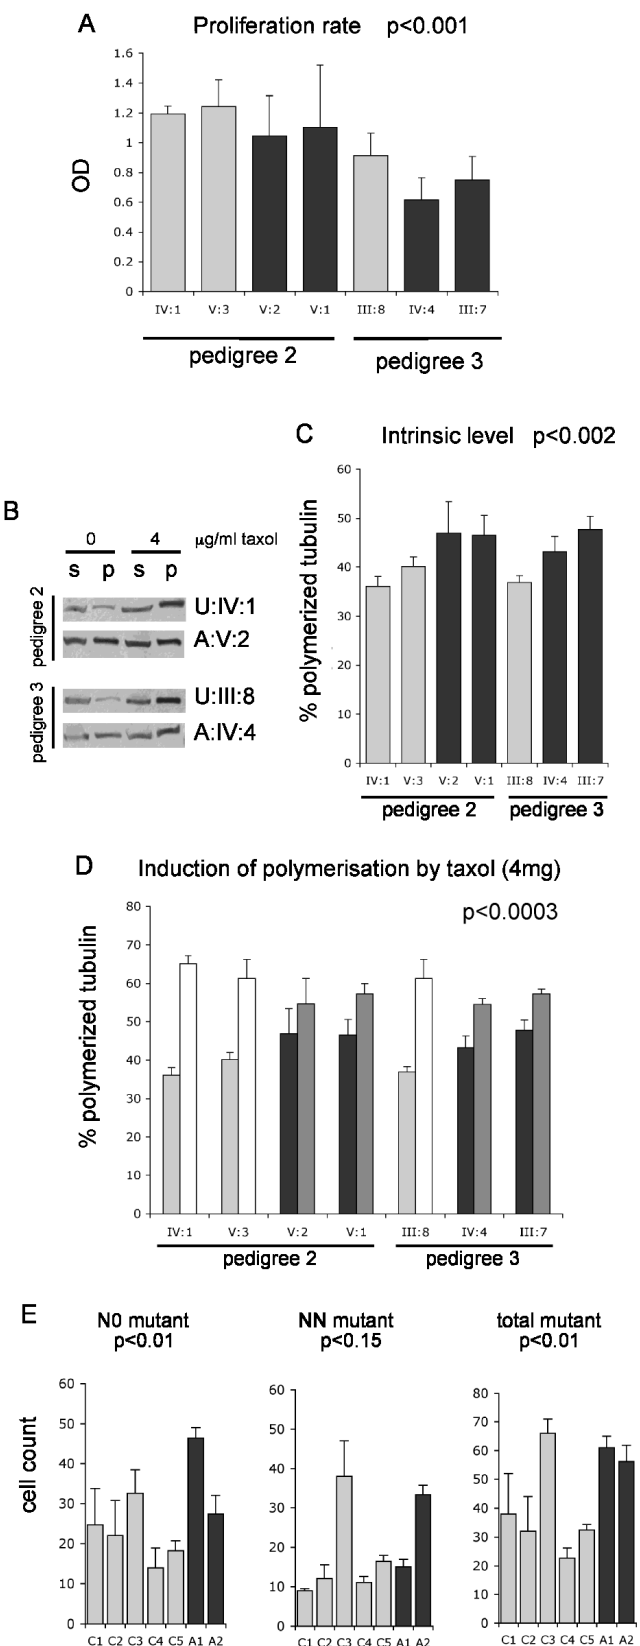 A Proliferation rate p<0.001
OD
1.6
1.4
1.2
1
0.8
0.6
0.4
0.2
0
IV:1 V:3 V:2 V:1 III:8 IV:4 III:7
pedigree 2 pedigree 3
B
0 4 μg/ml taxol
s p s p
pedigree 2
U:IV:1
A:V:2
pedigree 3
U:III:8
A:IV:4
C Intrinsic level p<0.002
% polymerized tubulin
60
50
40
30
20
10
0
IV:1 V:3 V:2 V:1 III:8 IV:4 III:7
pedigree 2 pedigree 3
D Induction of polymerisation by taxol (4mg)
p<0.0003
% polymerized tubulin
80
70
60
50
40
30
20
10
0
IV:1 V:3 V:2 V:1 III:8 IV:4 III:7
pedigree 2 pedigree 3
E
N0 mutant
p<0.01
cell count
60
50
40
30
20
10
0
C1 C2 C3 C4 C5 A1 A2
NN mutant
p<0.15
60
50
40
30
20
10
0
C1 C2 C3 C4 C5 A1 A2
total mutant
p<0.01
80
70
60
50
40
30
20
10
0
C1 C2 C3 C4 C5 A1 A2